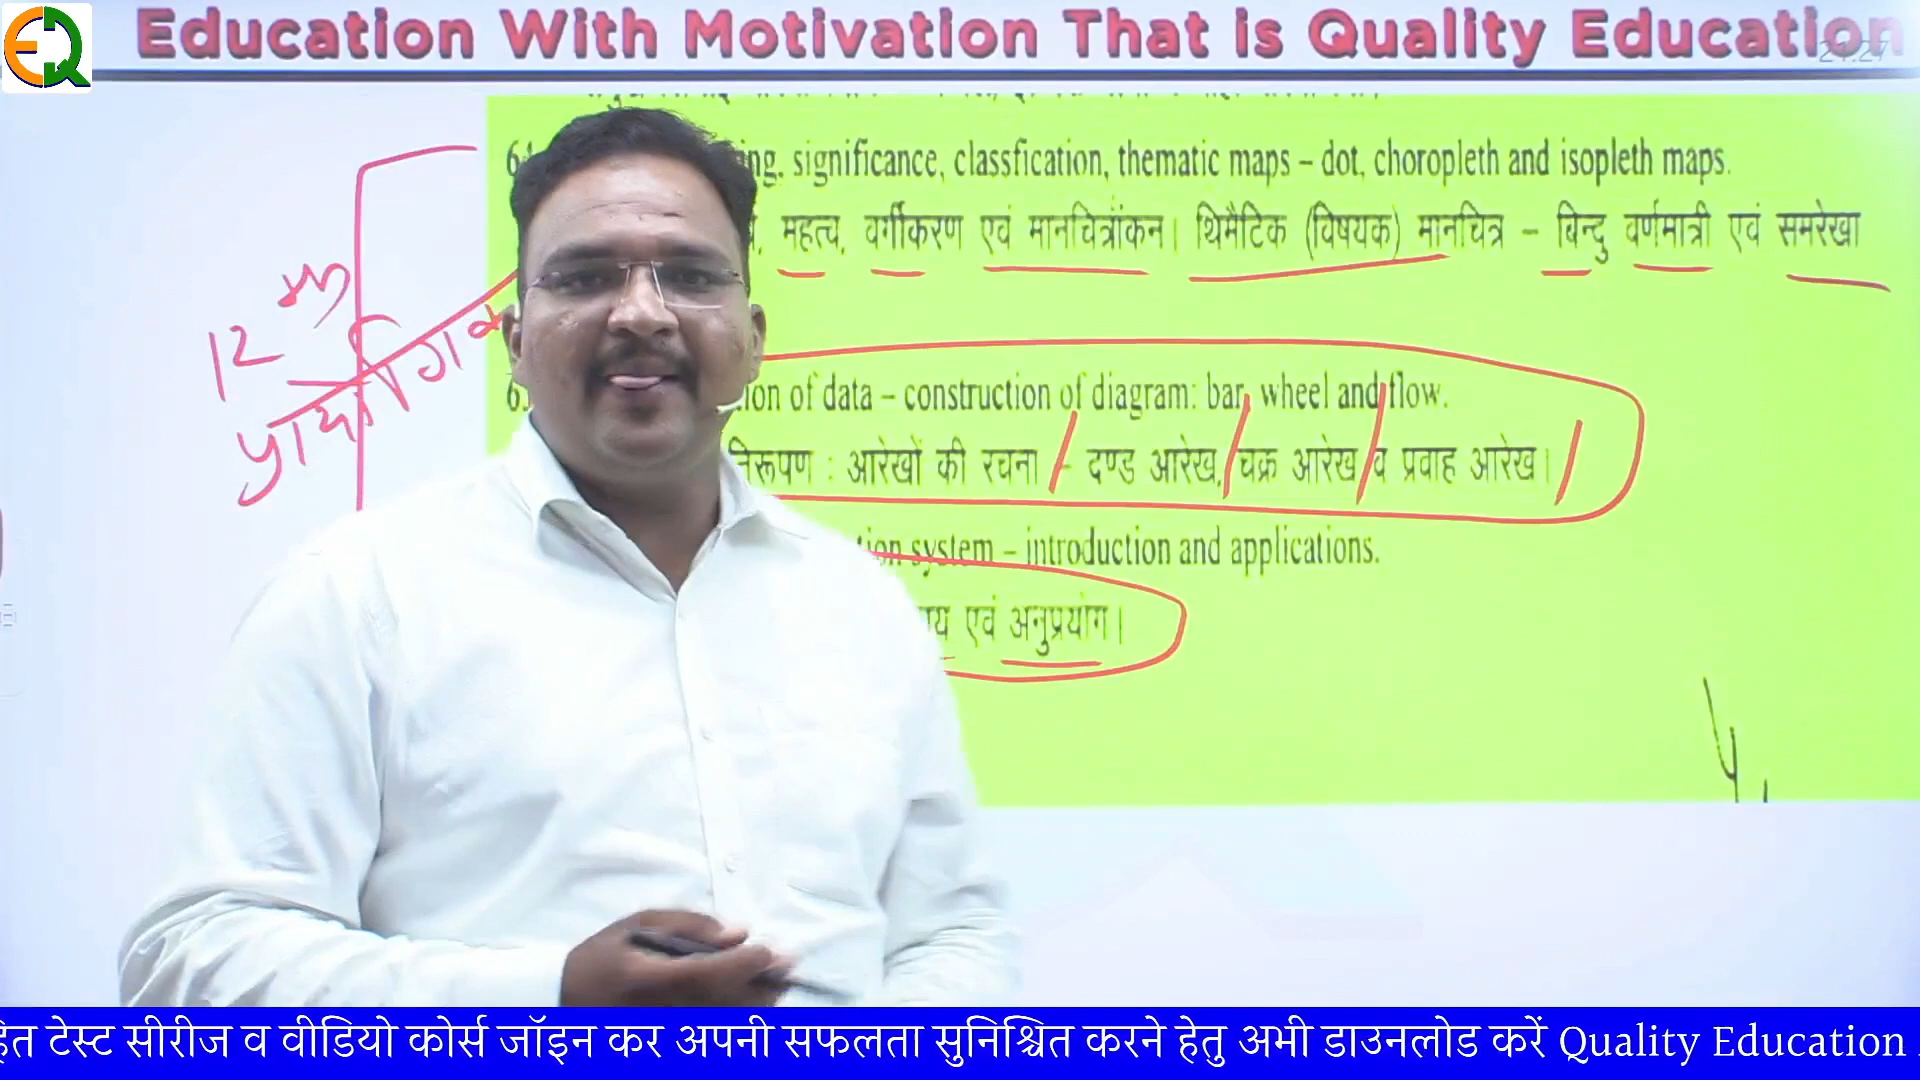 EQ
Education With Motivation That is Quality Education
21:27
significance, classfication, thematic maps – dot, choropleth and isopleth maps.
महत्व, वर्गीकरण एवं मानचित्रांकन। थिमैटिक (विषयक) मानचित्र – बिन्दु वर्णमात्री एवं समरेखा
12
प्रायोगिक
of data – construction of diagram: bar, wheel and flow.
निरूपण : आरेखों की रचना – दण्ड आरेख, चक्र आरेख व प्रवाह आरेख।
system – introduction and applications.
एवं अनुप्रयोग।
टेस्ट सीरीज व वीडियो कोर्स जॉइन कर अपनी सफलता सुनिश्चित करने हेतु अभी डाउनलोड करें Quality Education